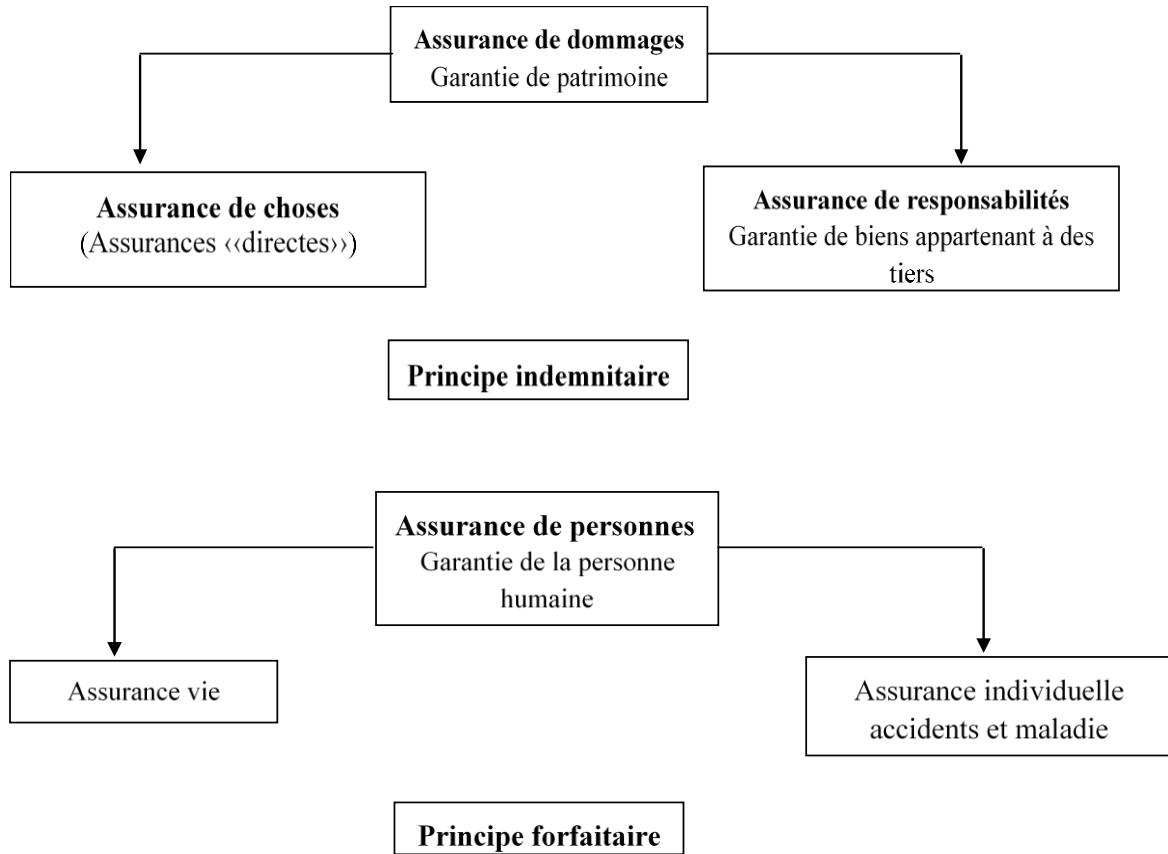 Assurance de dommages
Garantie de patrimoine
Assurance de choses
(Assurances ‹‹directes››)
Assurance de responsabilités
Garantie de biens appartenant à des
tiers
Principe indemnitaire
Assurance de personnes
Garantie de la personne
humaine
Assurance vie
Assurance individuelle
accidents et maladie
Principe forfaitaire